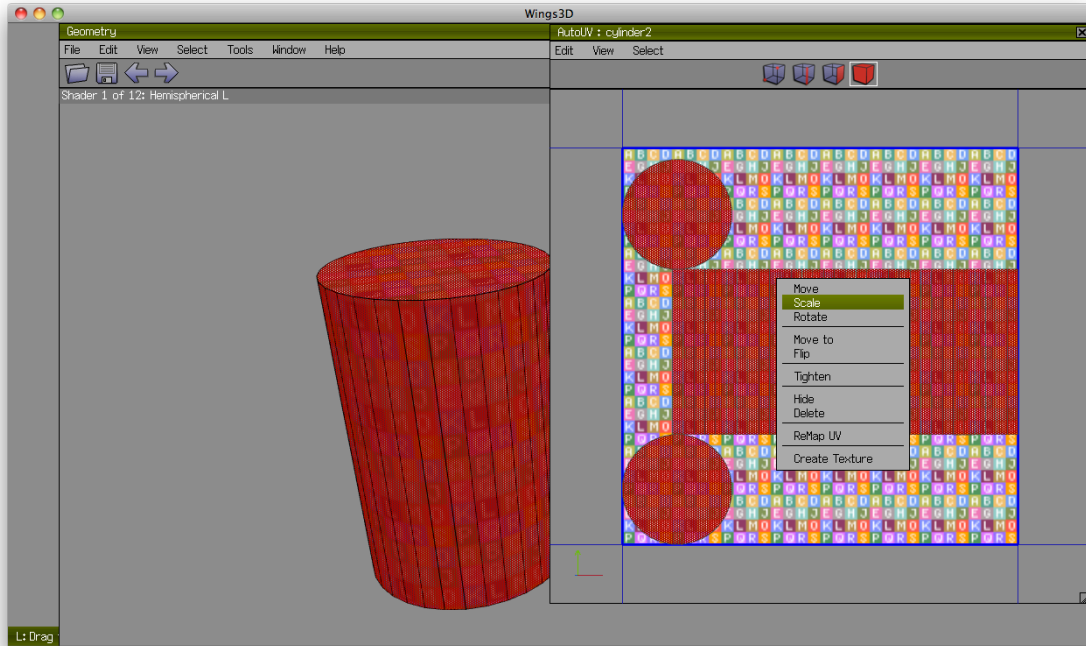 Wings3D
Geometry
File Edit View Select Tools Window Help
Shader 1 of 12: Hemispherical L
AutoUV : cylinder2
Edit View Select
Move
Scale
Rotate
Move to
Flip
Tighten
Hide
Delete
ReMap UV
Create Texture
L: Drag